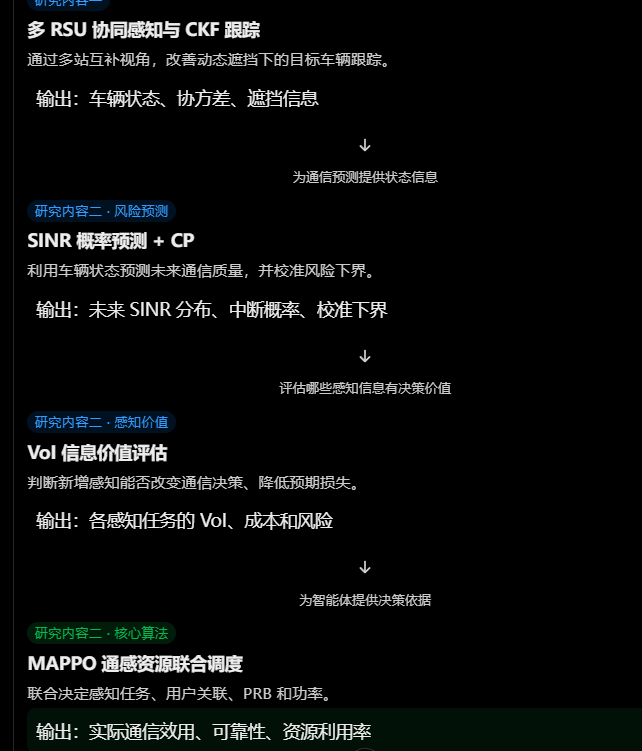 研究内容一
多 RSU 协同感知与 CKF 跟踪
通过多站互补视角，改善动态遮挡下的目标车辆跟踪。
输出：车辆状态、协方差、遮挡信息
↓
为通信预测提供状态信息
研究内容二 · 风险预测
SINR 概率预测 + CP
利用车辆状态预测未来通信质量，并校准风险下界。
输出：未来 SINR 分布、中断概率、校准下界
↓
评估哪些感知信息有决策价值
研究内容二 · 感知价值
VoI 信息价值评估
判断新增感知能否改变通信决策、降低预期损失。
输出：各感知任务的 VoI、成本和风险
↓
为智能体提供决策依据
研究内容二 · 核心算法
MAPPO 通感资源联合调度
联合决定感知任务、用户关联、PRB 和功率。
输出：实际通信效用、可靠性、资源利用率